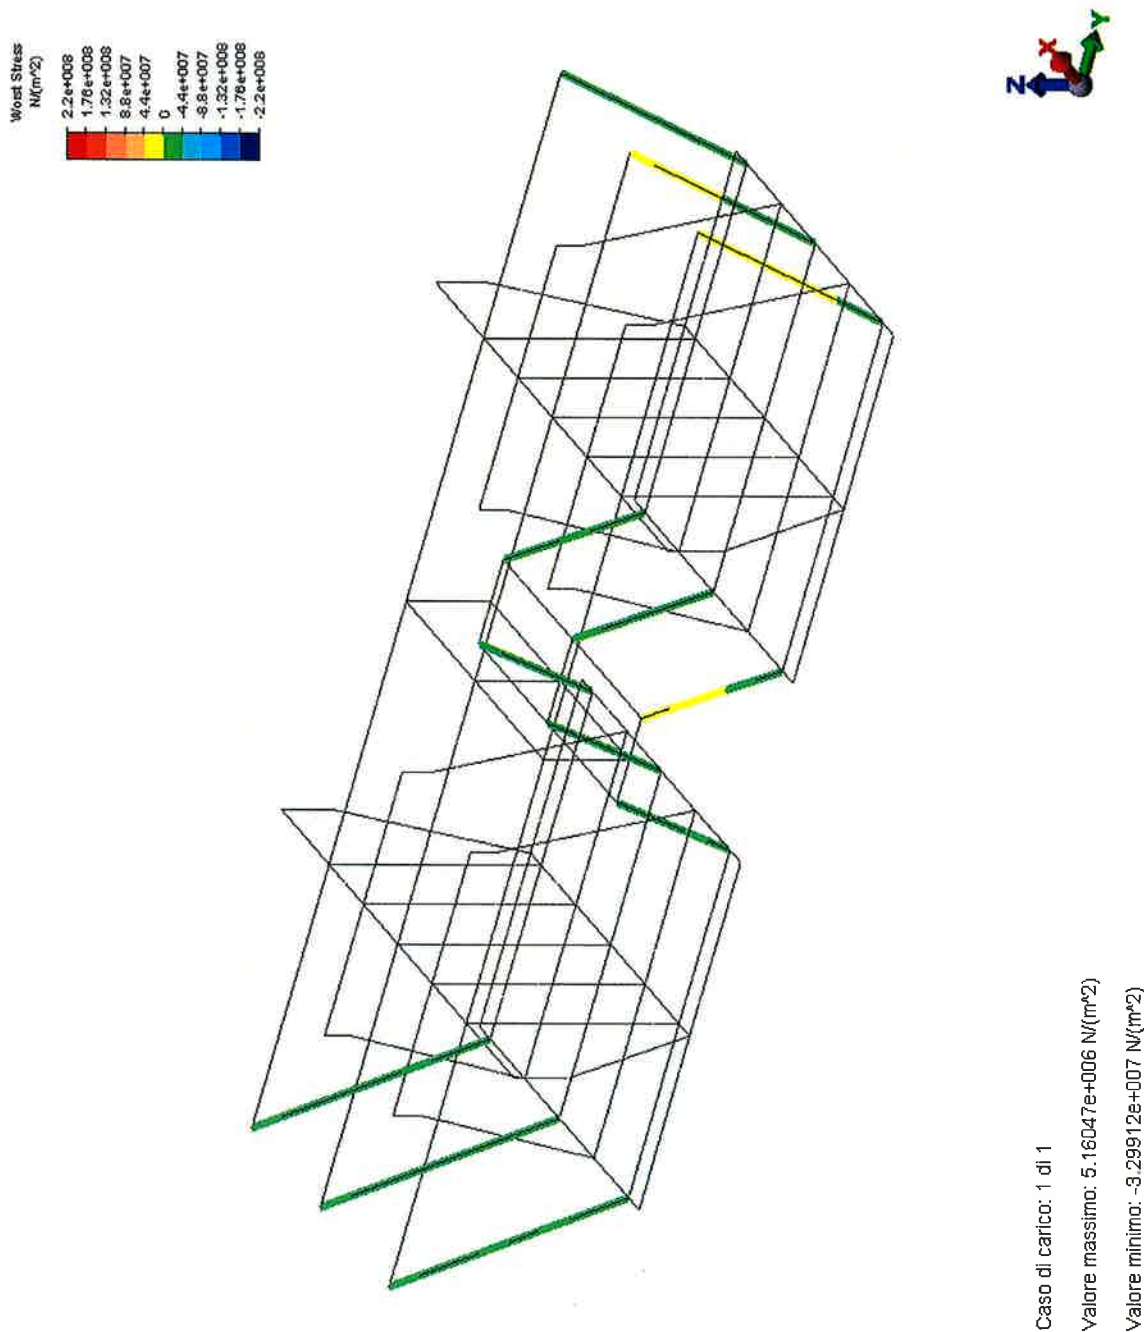 Worst Stress
N/(m^2)
2.2e+008
1.76e+008
1.32e+008
8.8e+007
4.4e+007
0
-4.4e+007
-8.8e+007
-1.32e+008
-1.76e+008
-2.2e+008
Z
X
Y
Caso di carico: 1 di 1
Valore massimo: 5.16047e+006 N/(m^2)
Valore minimo: -3.29912e+007 N/(m^2)